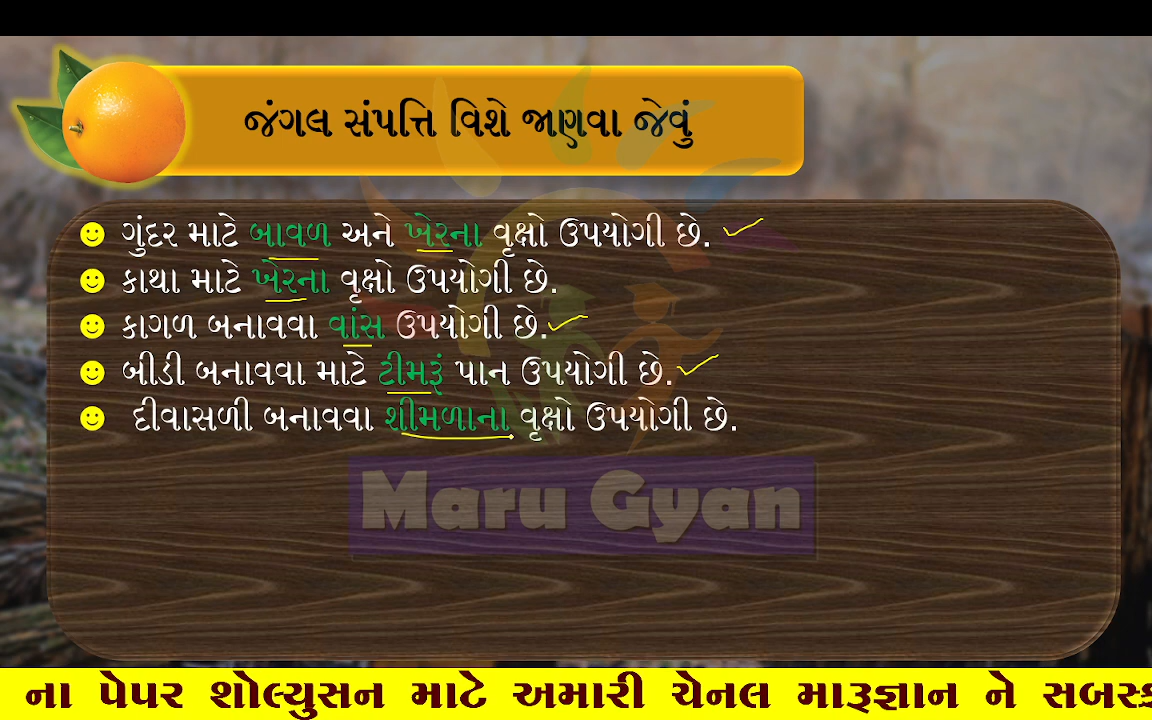 જંગલ સંપત્તિ વિશે જાણવા જેવું
ગુંદર માટે બાવળ અને ખેરના વૃક્ષો ઉપયોગી છે.
કાથા માટે ખેરના વૃક્ષો ઉપયોગી છે.
કાગળ બનાવવા વાંસ ઉપયોગી છે.
બીડી બનાવવા માટે ટીમરૂં પાન ઉપયોગી છે.
દીવાસળી બનાવવા શીમળાના વૃક્ષો ઉપયોગી છે.
Maru Gyan
ના પેપર શોલ્યુસન માટે અમારી ચેનલ મારૂજ્ઞાન ને